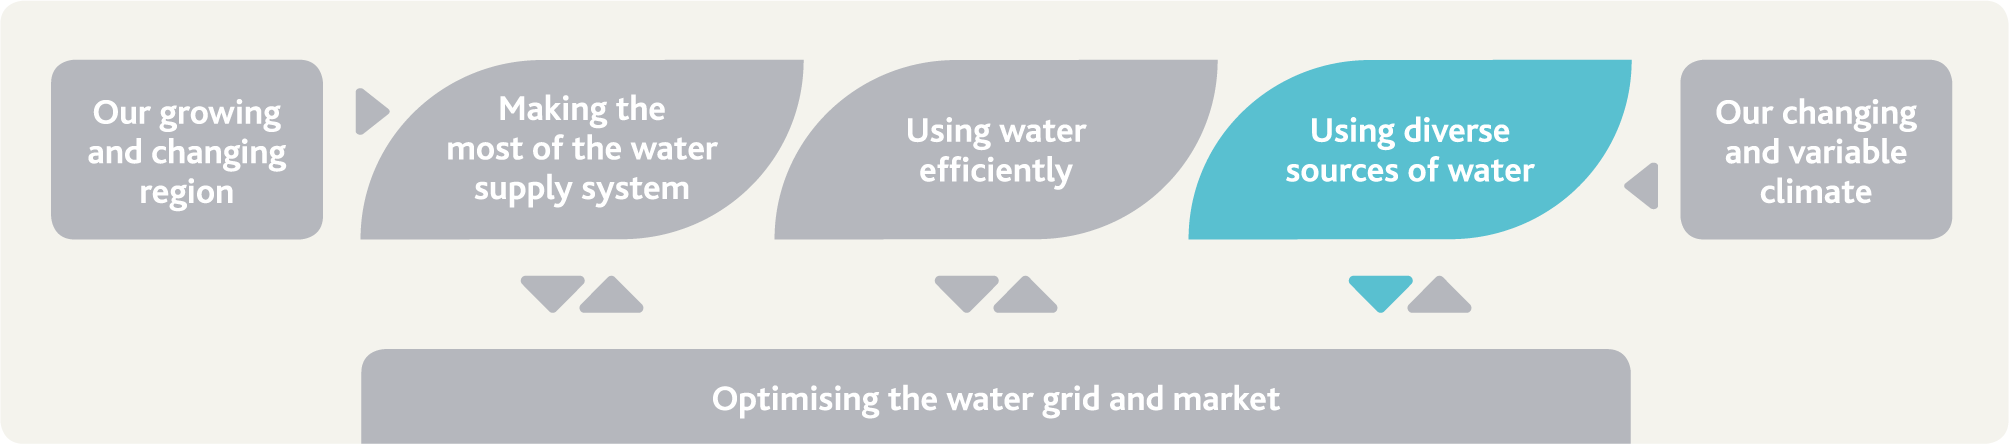 Our growing
and changing
region
Making the
most of the water
supply system
Using water
efficiently
Using diverse
sources of water
Our changing
and variable
climate
Optimising the water grid and market